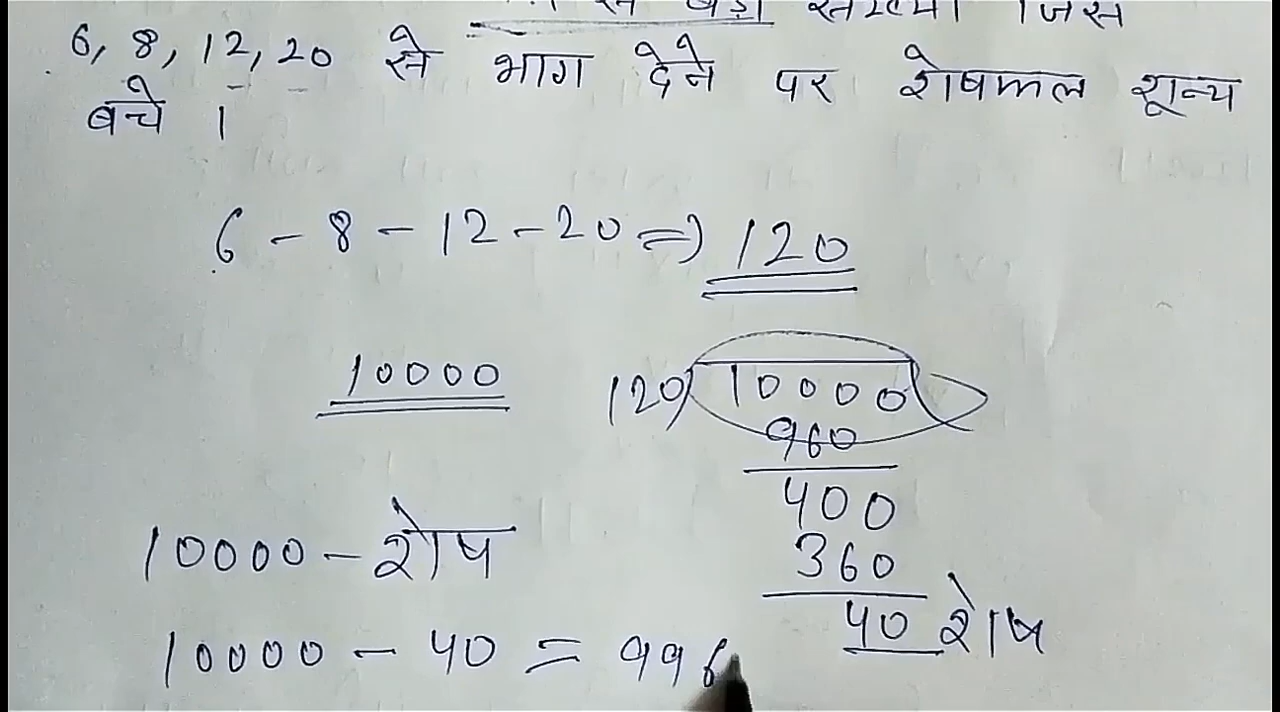 से बड़ी संख्या जिसे
6, 8, 12, 20 से भाग देने पर शेषफल शून्य
बचे ।
6 - 8 - 12 - 20 => 120
10000
120) 10000
960
400
360
40 शेष
10000 - शेष
10000 - 40 = 996